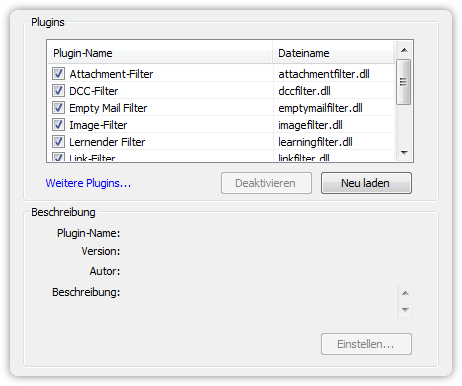 Plugins
Plugin-Name Dateiname
Attachment-Filter attachmentfilter.dll
DCC-Filter dccfilter.dll
Empty Mail Filter emptymailfilter.dll
Image-Filter imagefilter.dll
Lernender Filter learningfilter.dll
Link-Filter linkfilter.dll
Weitere Plugins... Deaktivieren Neu laden
Beschreibung
Plugin-Name:
Version:
Autor:
Beschreibung:
Einstellen...